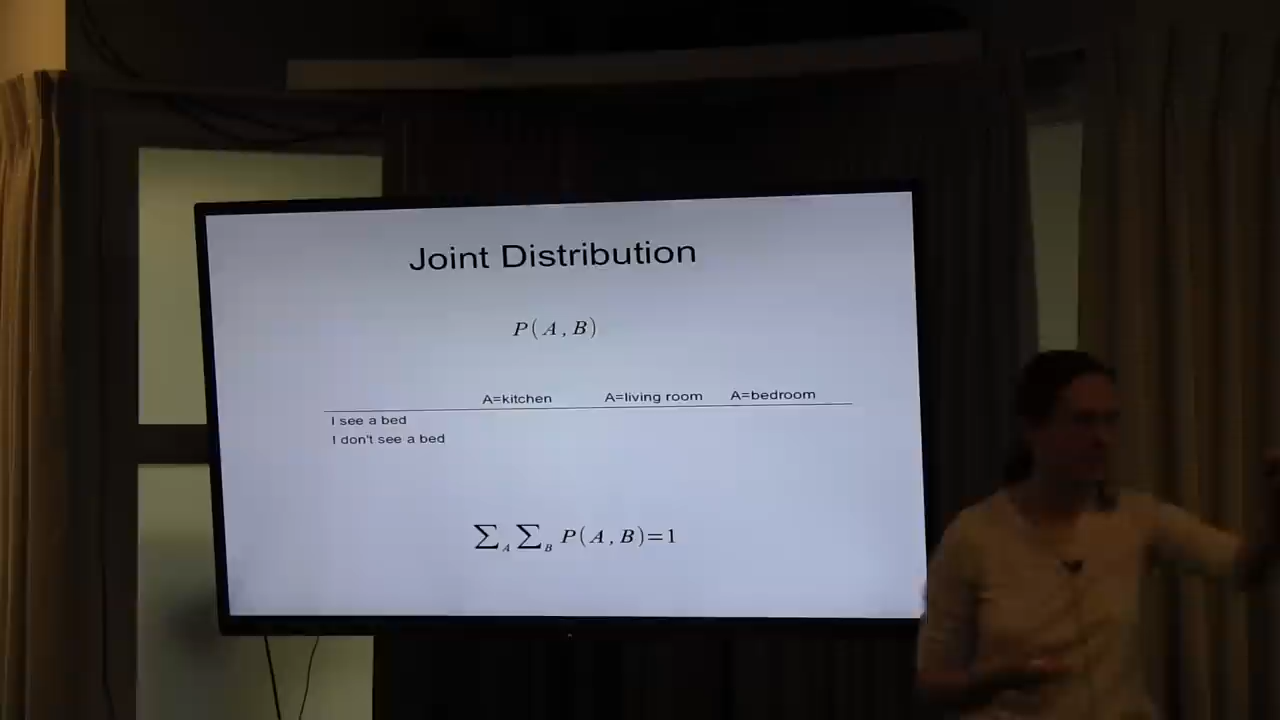 Joint Distribution
P(A,B)
A=kitchen A=living room A=bedroom
I see a bed
I don't see a bed
∑A ∑B P(A,B)=1